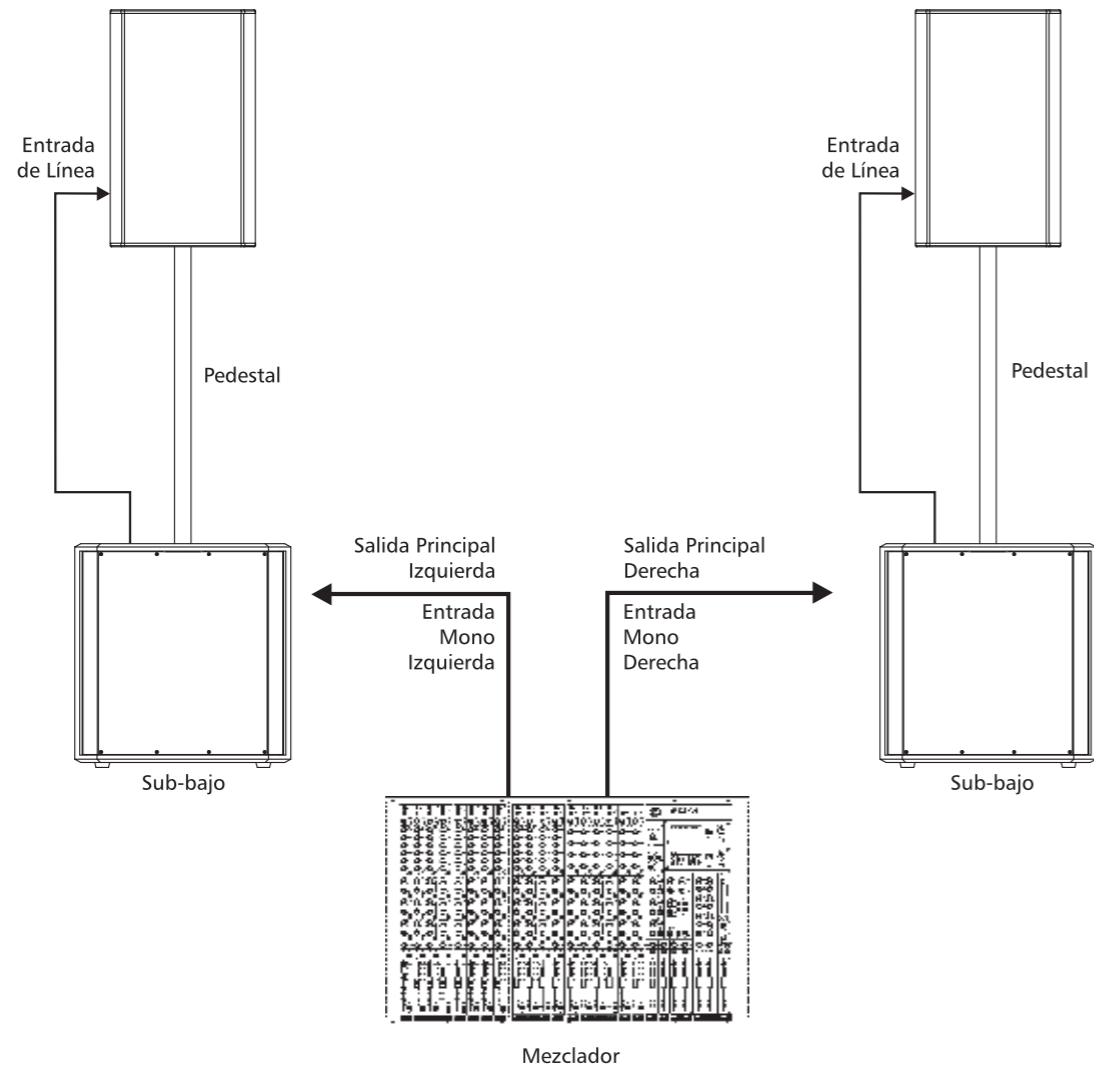 Entrada
de Línea
Entrada
de Línea
Pedestal
Pedestal
Salida Principal
Izquierda
Entrada
Mono
Izquierda
Salida Principal
Derecha
Entrada
Mono
Derecha
Sub-bajo
Sub-bajo
Mezclador